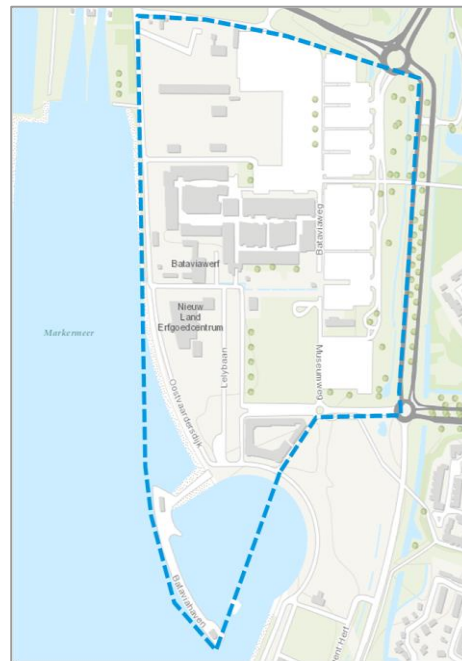 Bataviaweg
Bataviawerf
Nieuw
Land
Erfgoedcentrum
Markermeer
Lelybaan
Museumweg
Oostvaardersdijk
Bataviahaven